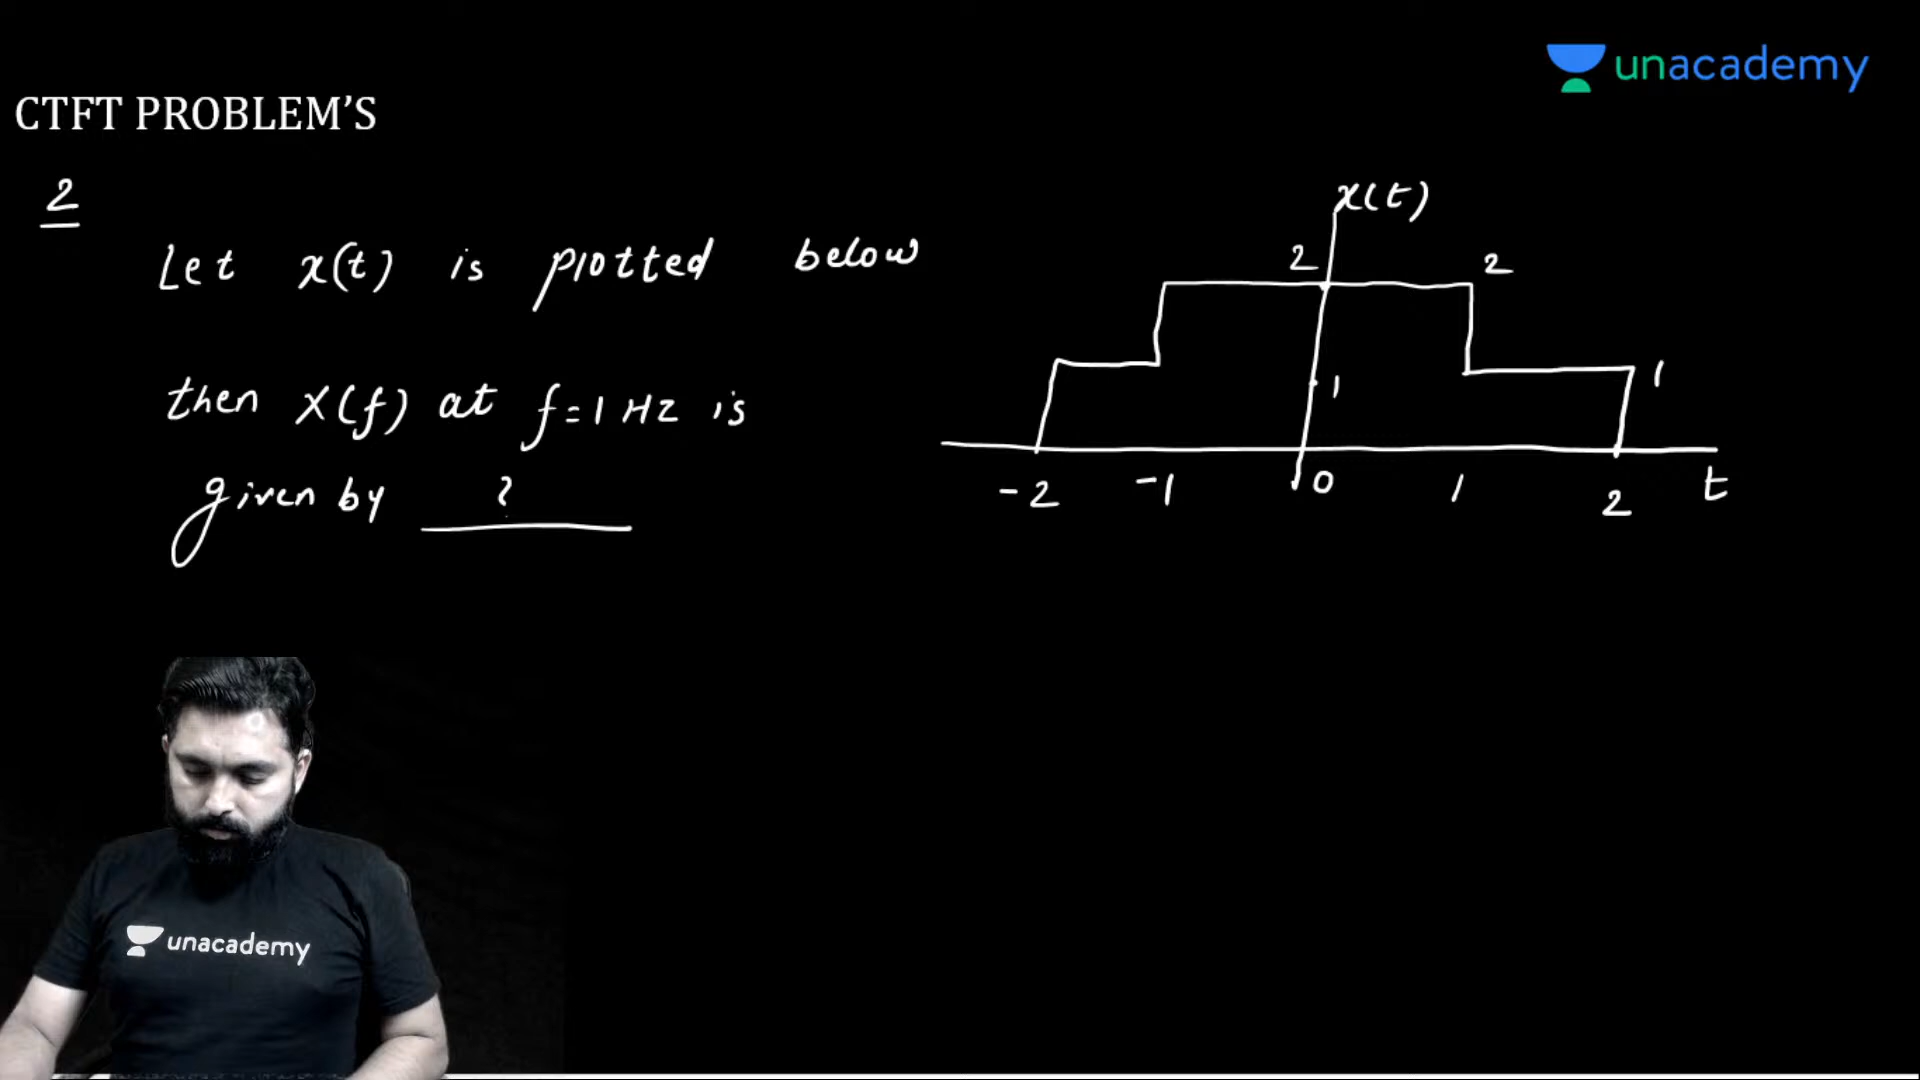 unacademy
CTFT PROBLEM'S
2
Let x(t) is plotted below
then X(f) at f=1 HZ is
given by ?
x(t)
2 2
1 1
-2 -1 0 1 2 t
unacademy